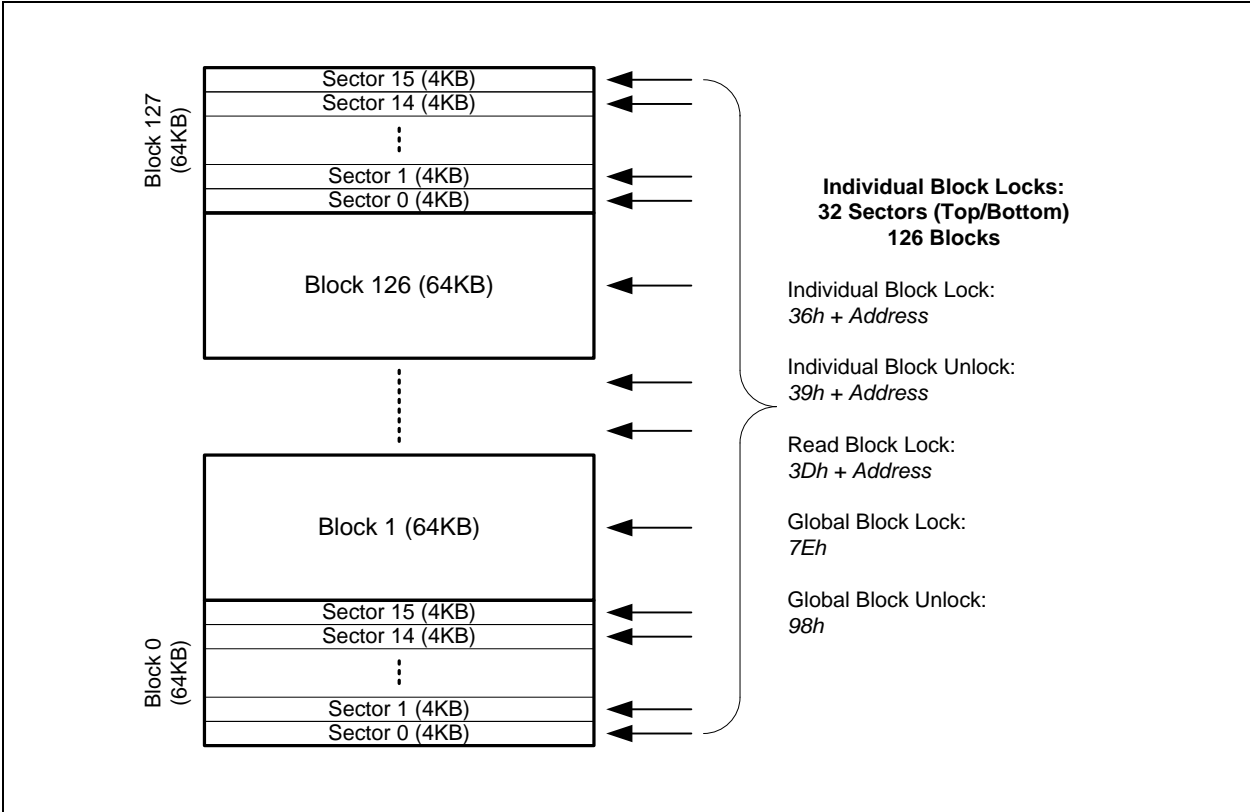 Block 127
(64KB)
Sector 15 (4KB)
Sector 14 (4KB)
Sector 1 (4KB)
Sector 0 (4KB)
Block 126 (64KB)
Block 1 (64KB)
Block 0
(64KB)
Sector 15 (4KB)
Sector 14 (4KB)
Sector 1 (4KB)
Sector 0 (4KB)
Individual Block Locks:
32 Sectors (Top/Bottom)
126 Blocks
Individual Block Lock:
36h + Address
Individual Block Unlock:
39h + Address
Read Block Lock:
3Dh + Address
Global Block Lock:
7Eh
Global Block Unlock:
98h